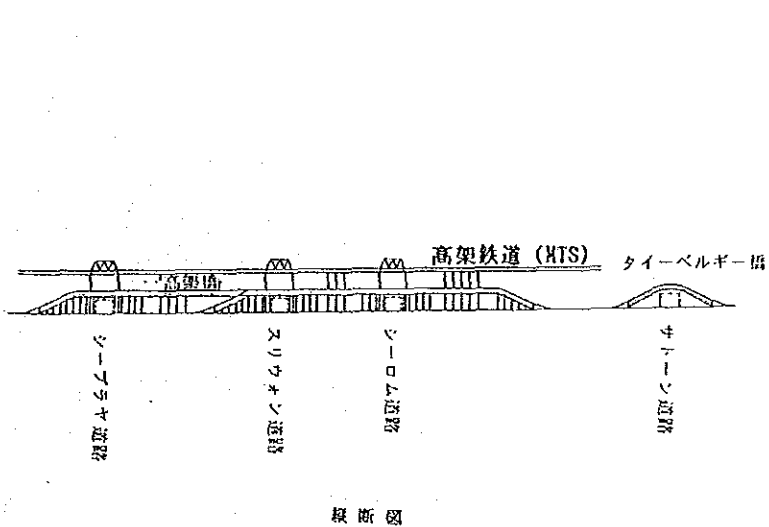 高架鉄道 (MTS)
タイーベルギー橋
高架橋
シープラヤ道路
スリウォン道路
シーロム道路
サトーン道路
縦断図